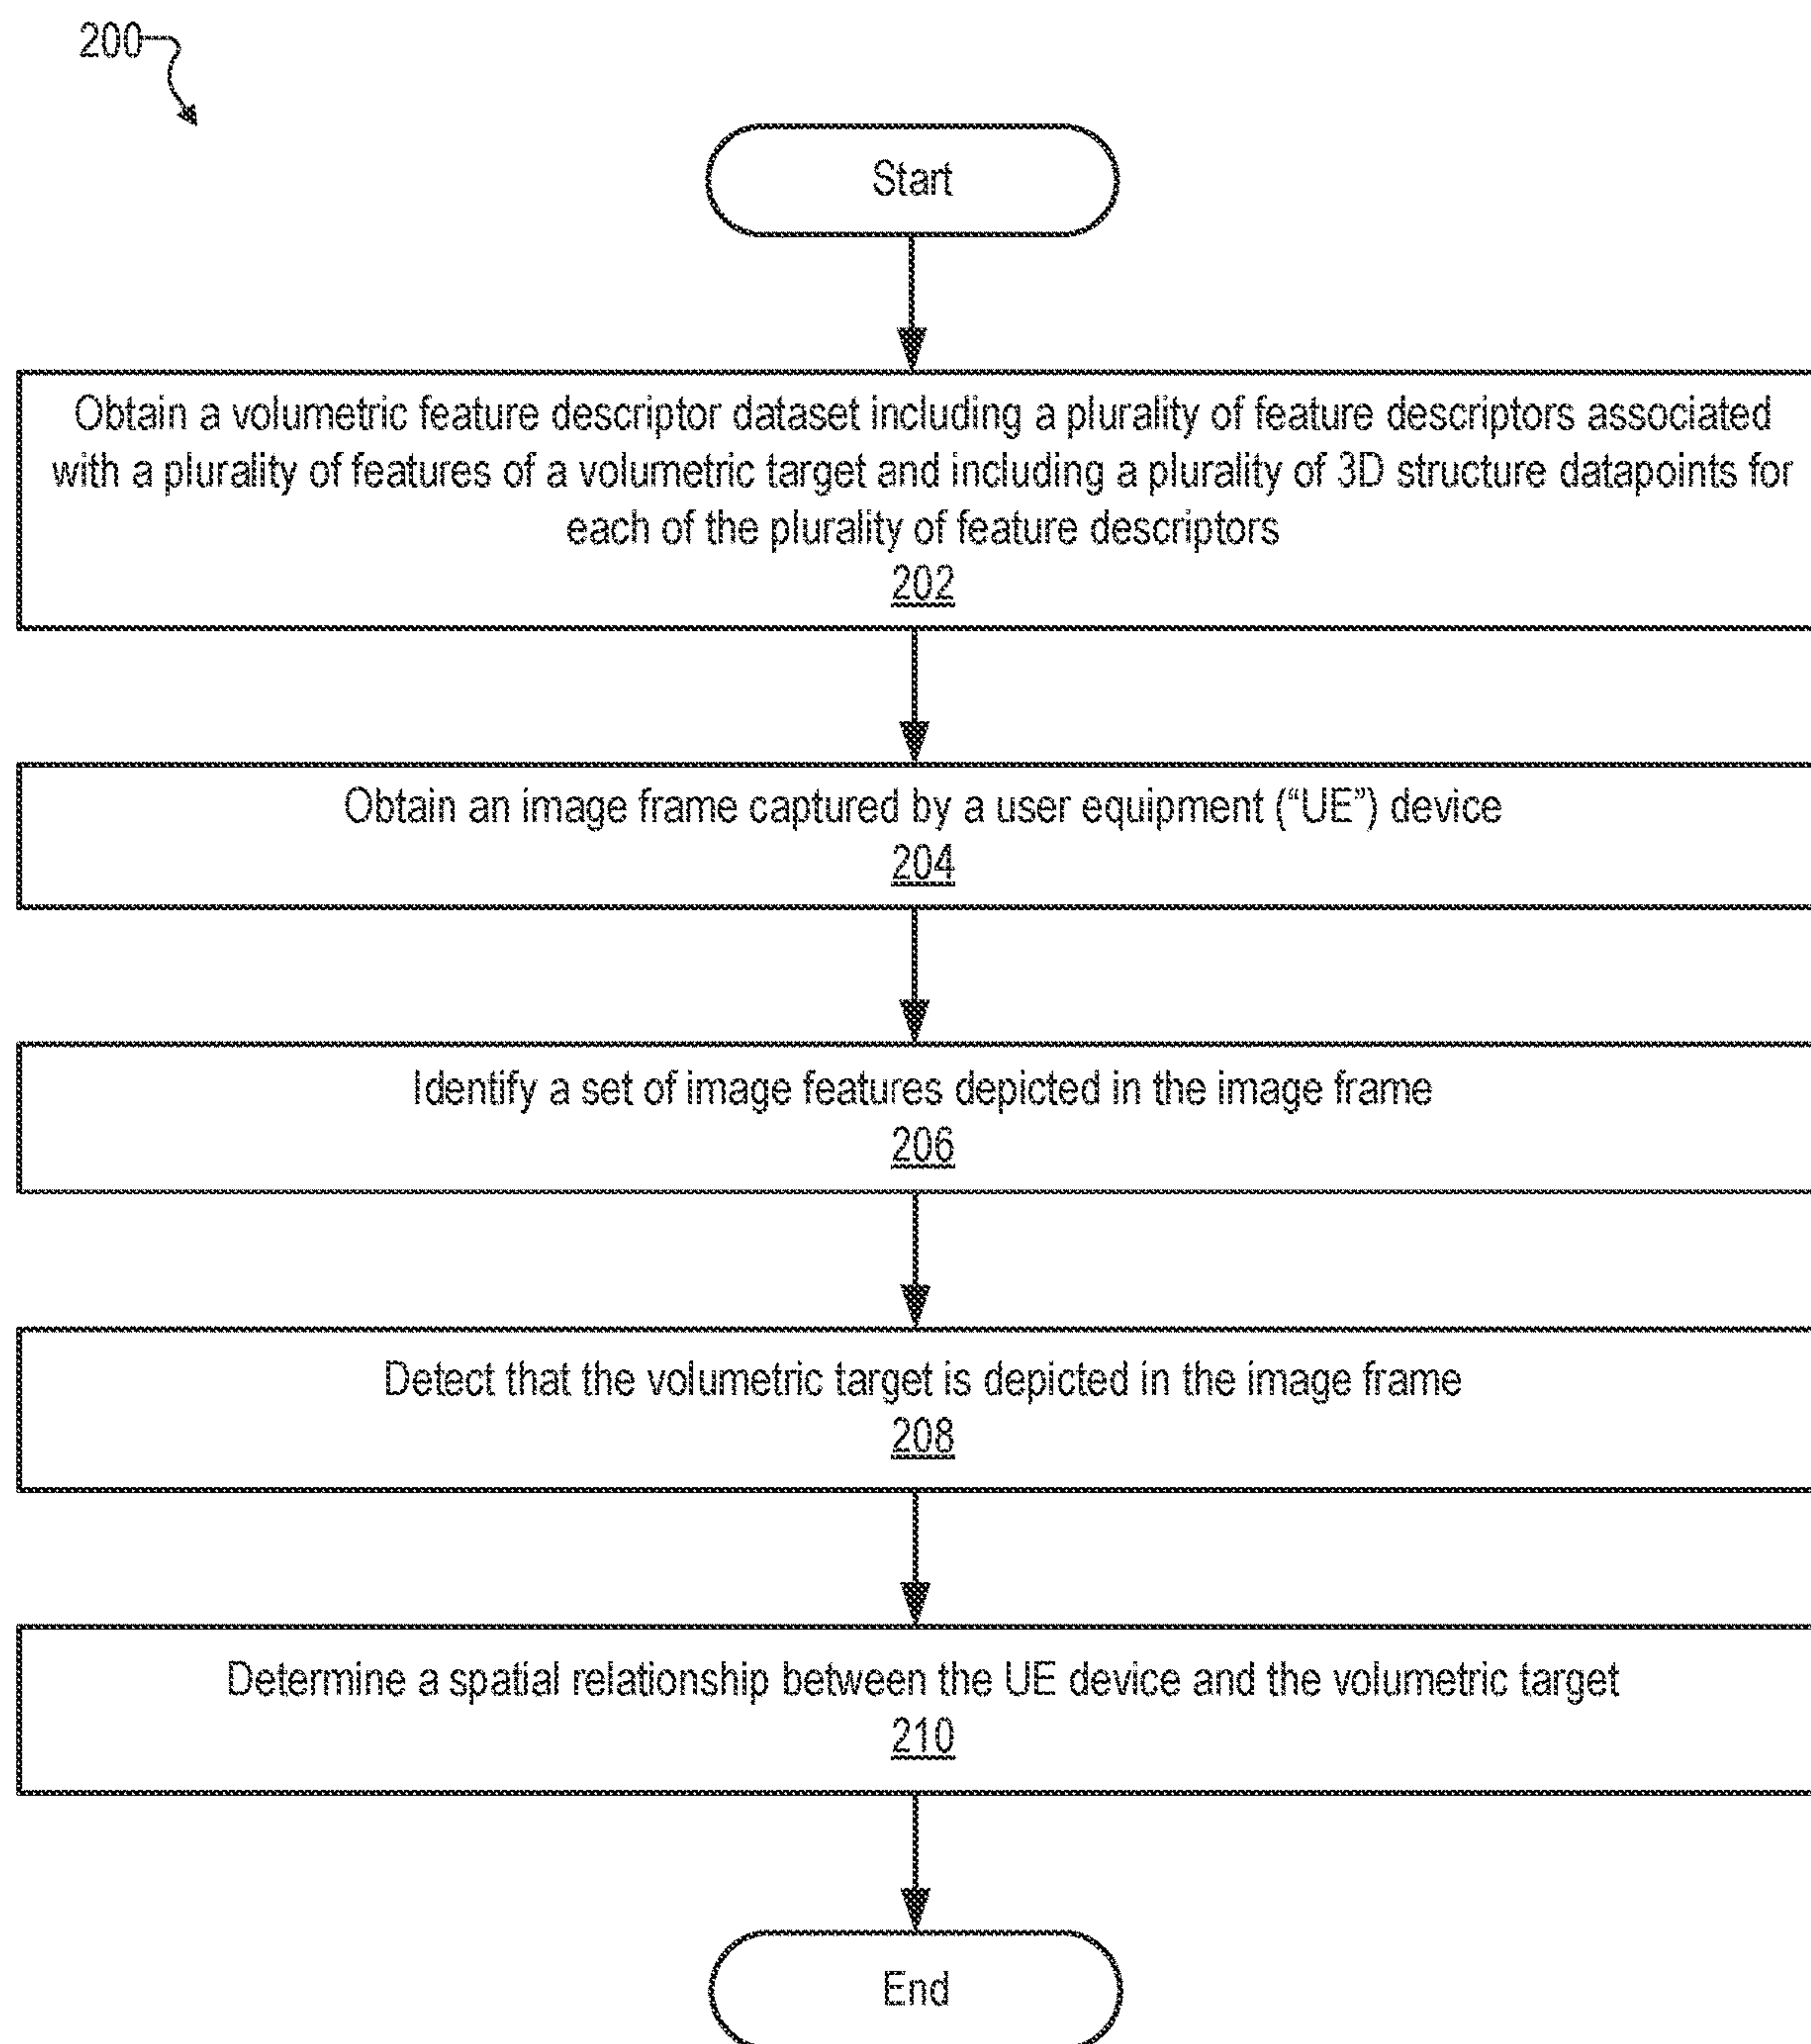 200
Start
Obtain a volumetric feature descriptor dataset including a plurality of feature descriptors associated
with a plurality of features of a volumetric target and including a plurality of 3D structure datapoints for
each of the plurality of feature descriptors
202
Obtain an image frame captured by a user equipment (“UE”) device
204
Identify a set of image features depicted in the image frame
206
Detect that the volumetric target is depicted in the image frame
208
Determine a spatial relationship between the UE device and the volumetric target
210
End